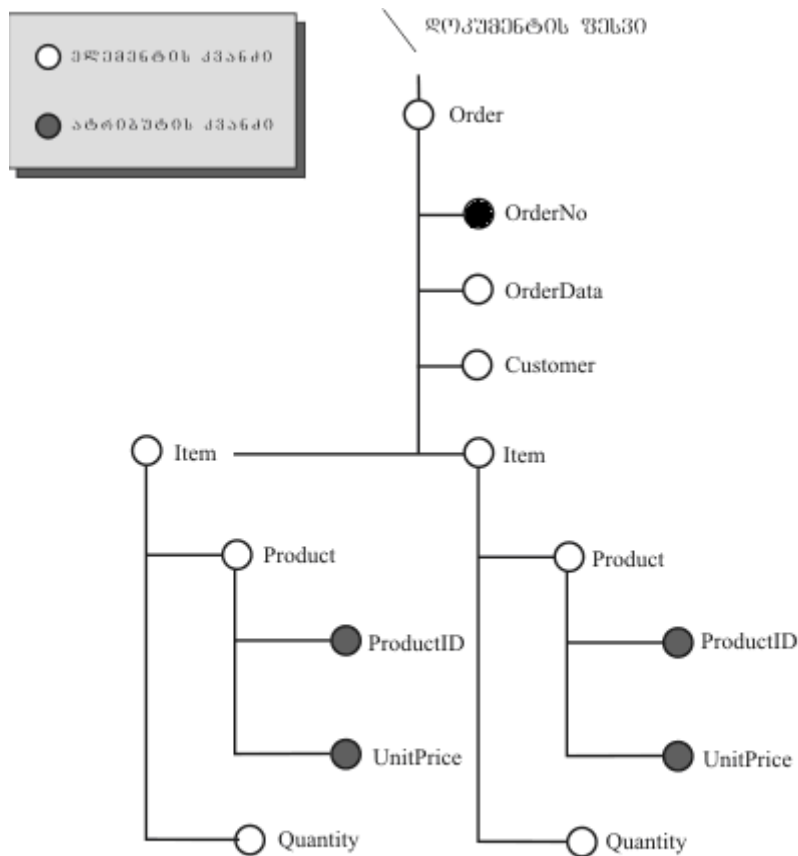 ელემენტის კვანძი
ატრიბუტის კვანძი
დოკუმენტის ფესვი
Order
OrderNo
OrderData
Customer
Item
Item
Product
Product
ProductID
ProductID
UnitPrice
UnitPrice
Quantity
Quantity